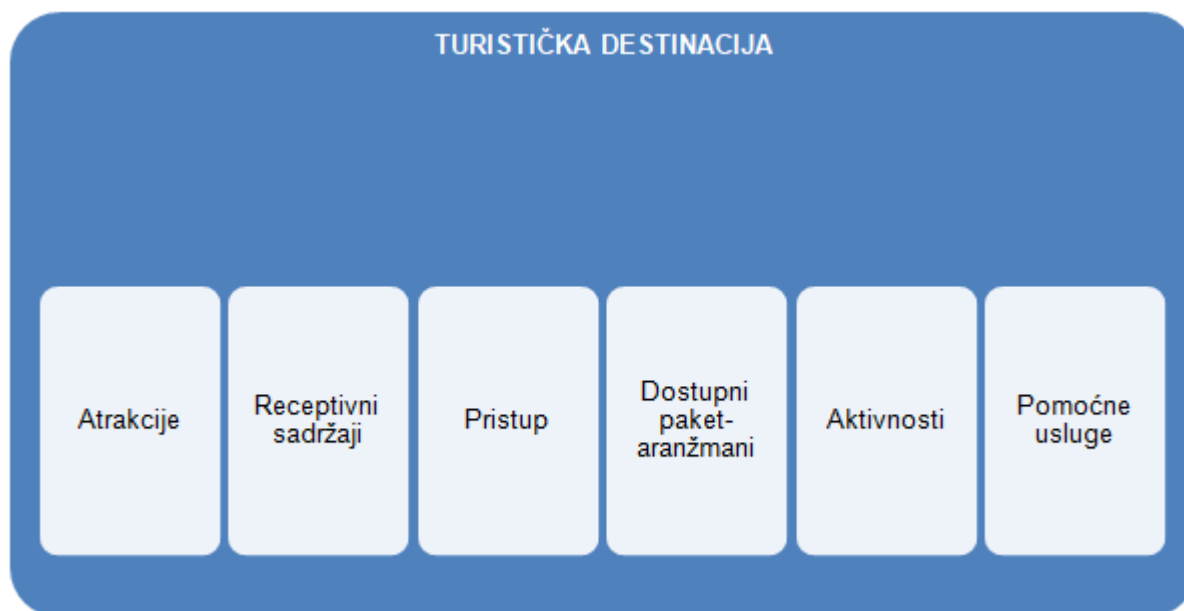 TURISTIČKA DESTINACIJA
Atrakcije
Receptivni
sadržaji
Pristup
Dostupni
paket-
aranžmani
Aktivnosti
Pomoćne
usluge